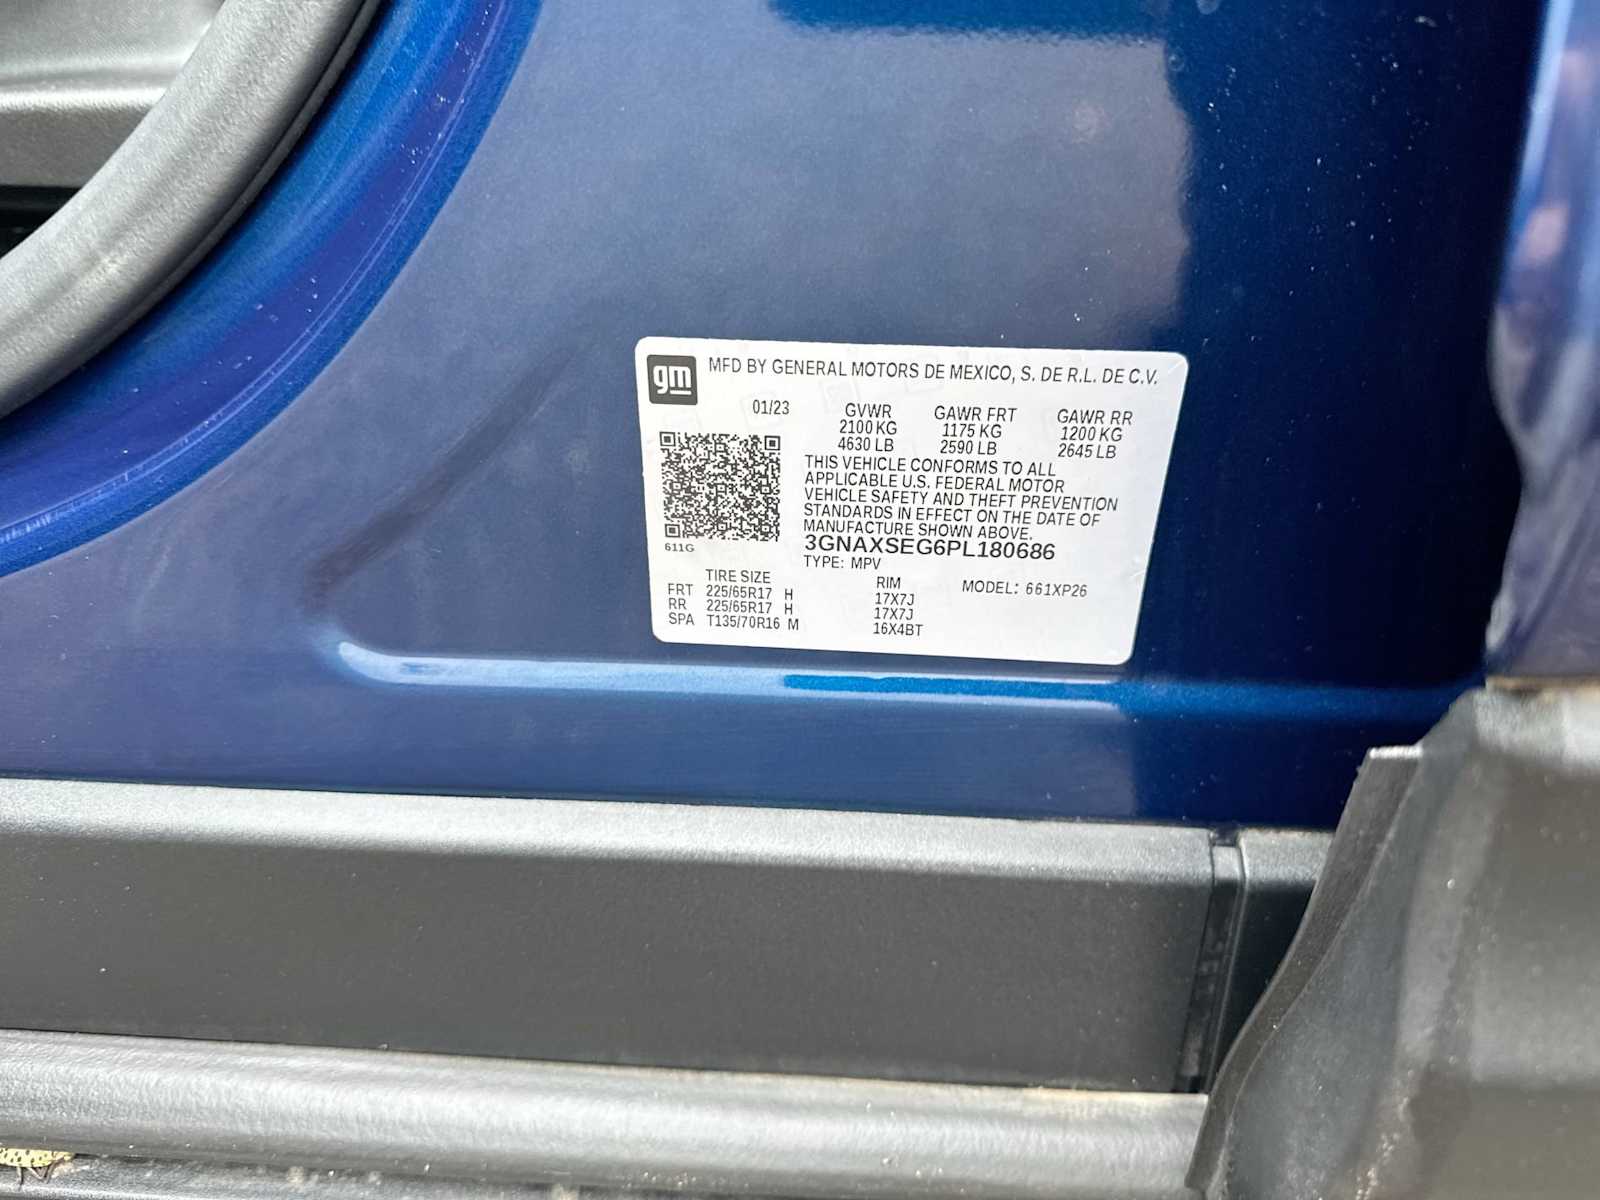 gm MFD BY GENERAL MOTORS DE MEXICO, S. DE R.L. DE C.V.
01/23 GVWR GAWR FRT GAWR RR
2100 KG 1175 KG 1200 KG
4630 LB 2590 LB 2645 LB
THIS VEHICLE CONFORMS TO ALL
APPLICABLE U.S. FEDERAL MOTOR
VEHICLE SAFETY AND THEFT PREVENTION
STANDARDS IN EFFECT ON THE DATE OF
MANUFACTURE SHOWN ABOVE.
611G 3GNAXSEG6PL180686
TYPE: MPV
TIRE SIZE RIM MODEL: 661XP26
FRT 225/65R17 H 17X7J
RR 225/65R17 H 17X7J
SPA T135/70R16 M 16X4BT